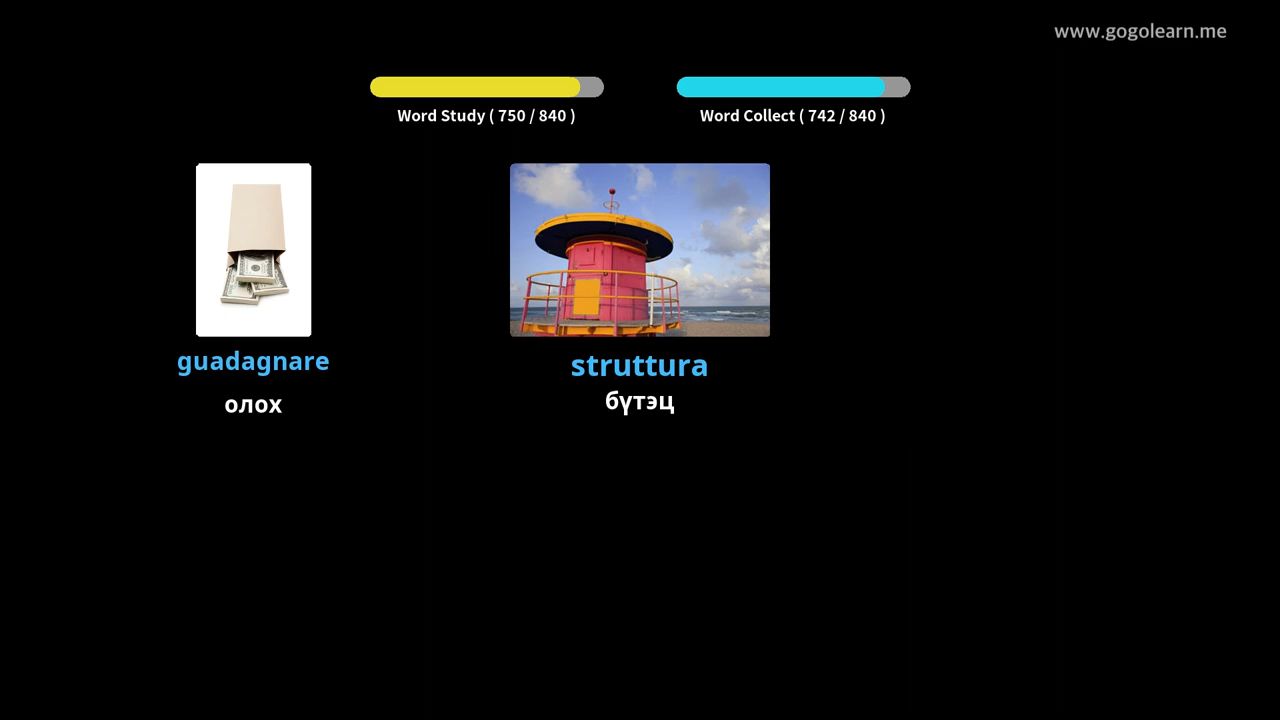 www.gogolearn.me
Word Study ( 750 / 840 )
Word Collect ( 742 / 840 )
guadagnare
олох
struttura
бүтэц